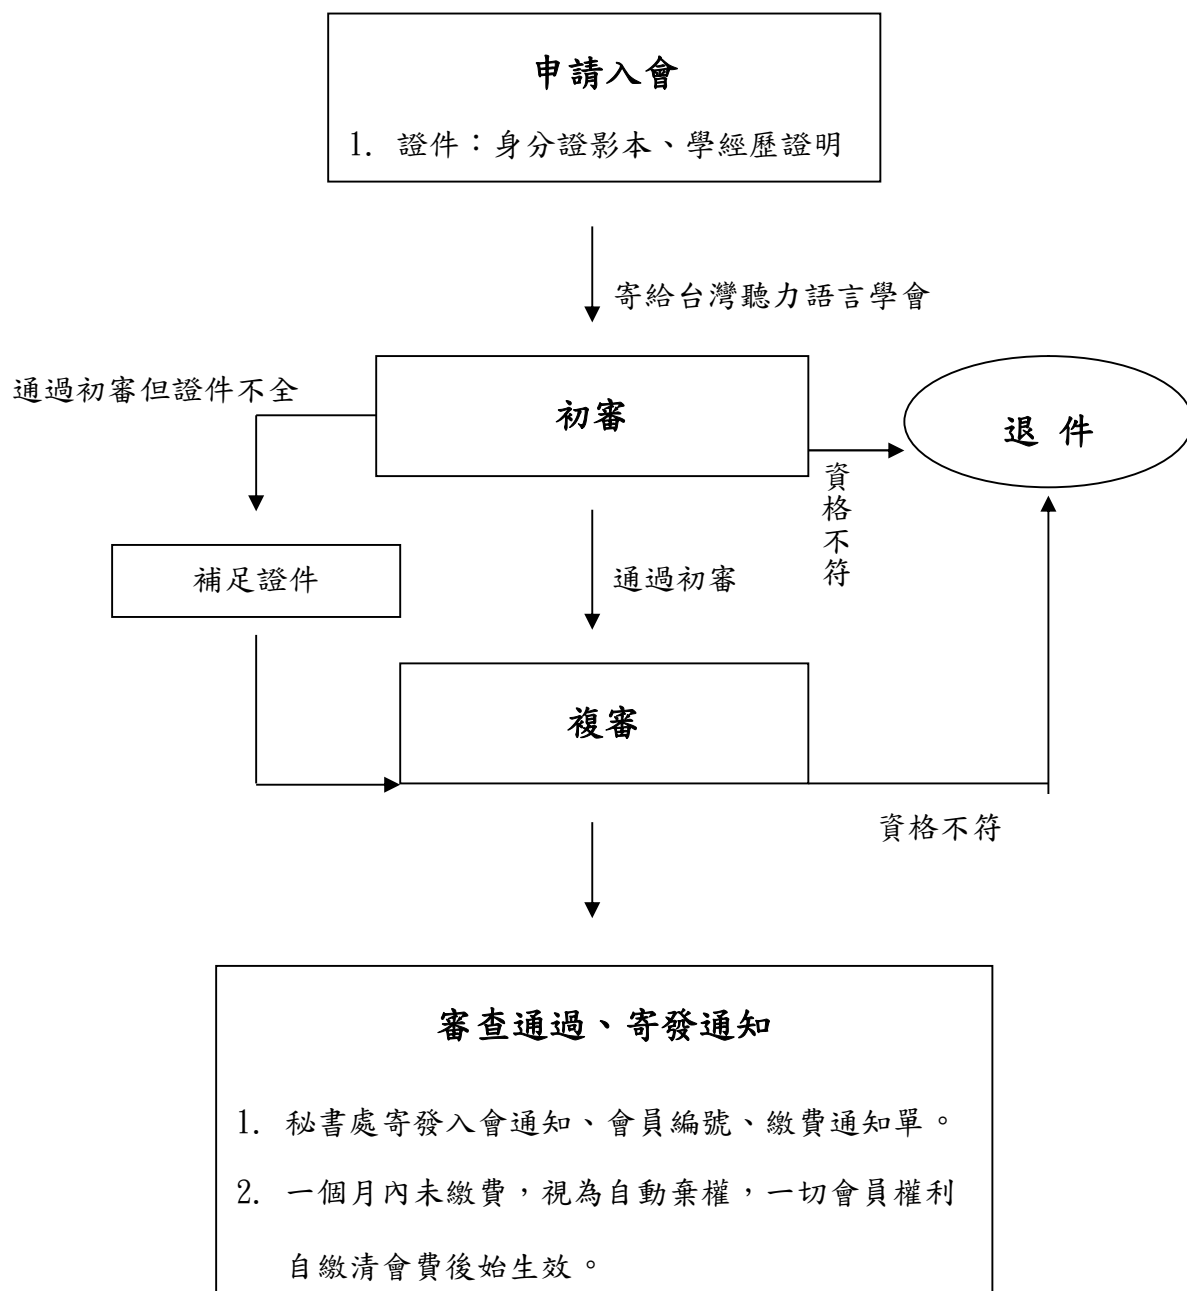 申請入會
1. 證件：身分證影本、學經歷證明
寄給台灣聽力語言學會
通過初審但證件不全
初審
退 件
資格不符
補足證件
通過初審
複審
資格不符
審查通過、寄發通知
1. 秘書處寄發入會通知、會員編號、繳費通知單。
2. 一個月內未繳費，視為自動棄權，一切會員權利
自繳清會費後始生效。